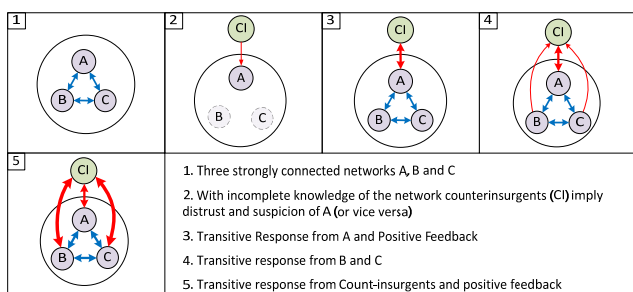 1
A
B
C
2
CI
A
B
C
3
CI
A
B
C
4
CI
A
B
C
5
CI
A
B
C
1. Three strongly connected networks A, B and C
2. With incomplete knowledge of the network counterinsurgents (CI) imply
distrust and suspicion of A (or vice versa)
3. Transitive Response from A and Positive Feedback
4. Transitive response from B and C
5. Transitive response from Count-insurgents and positive feedback